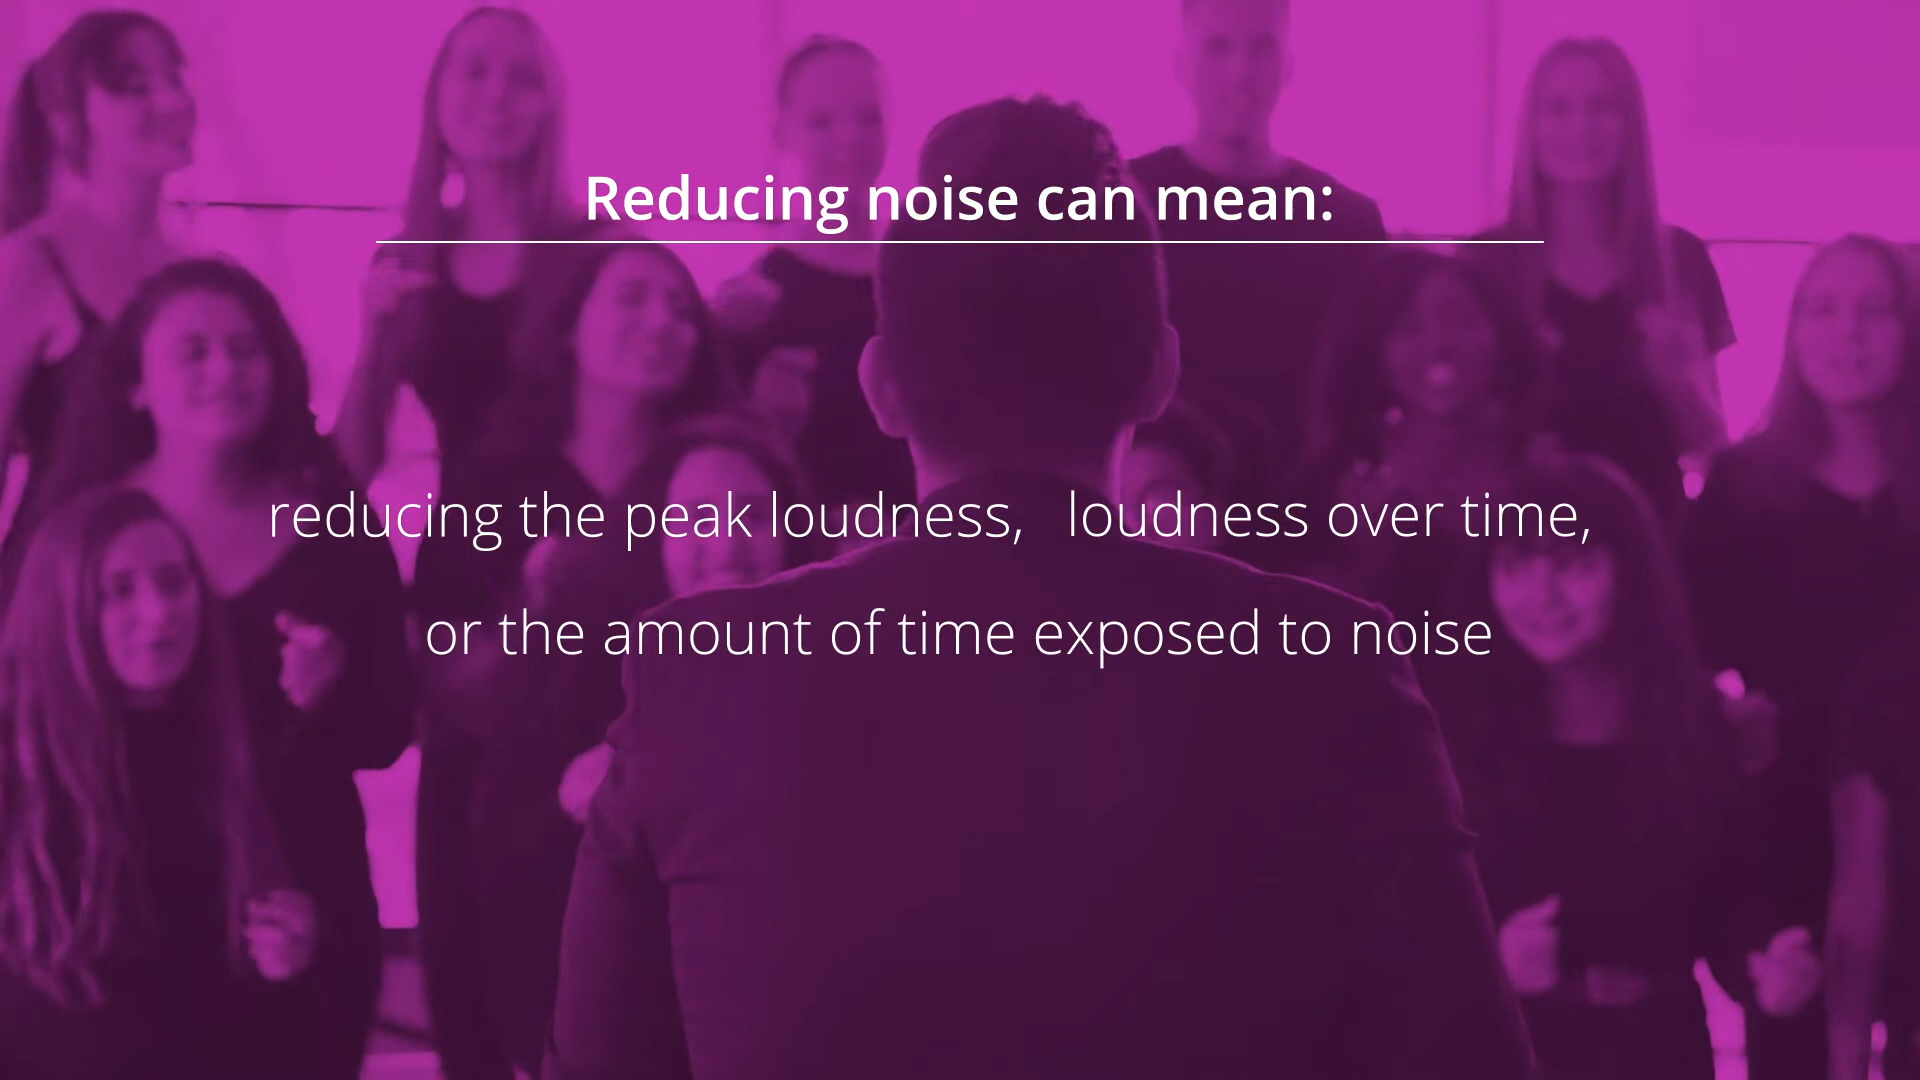 Reducing noise can mean:
reducing the peak loudness, loudness over time,
or the amount of time exposed to noise